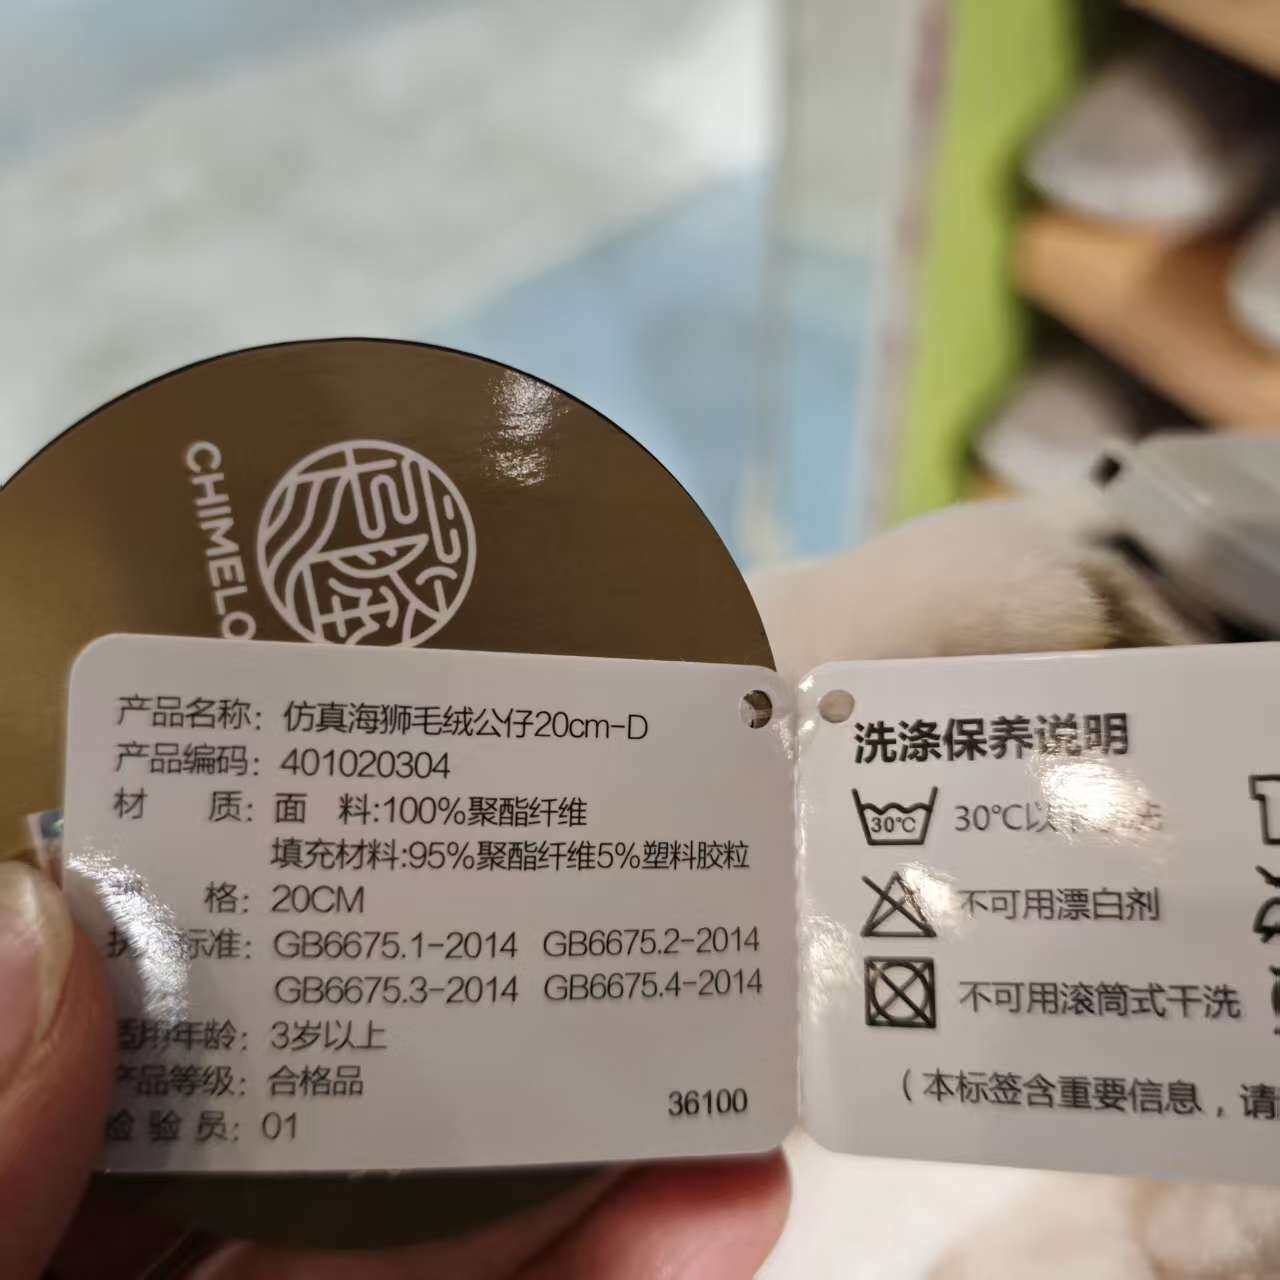 CHIMELO
产品名称：仿真海狮毛绒公仔20cm-D
产品编码：401020304
材 质：面 料:100%聚酯纤维
填充材料:95%聚酯纤维5%塑料胶粒
格：20CM
标准：GB6675.1-2014 GB6675.2-2014
GB6675.3-2014 GB6675.4-2014
适用年龄：3岁以上
产品等级：合格品
检 验 员：01
36100
洗涤保养说明
30℃
30℃以
不可用漂白剂
不可用滚筒式干洗
（本标签含重要信息，请